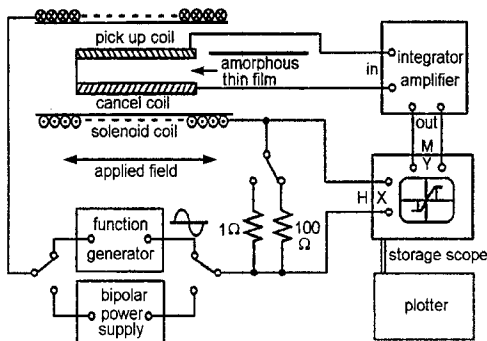 pick up coil
amorphous
thin film
cancel coil
solenoid coil
applied field
in
integrator
amplifier
out
M
Y
H
X
function
generator
1Ω
100
Ω
bipolar
power
supply
storage scope
plotter